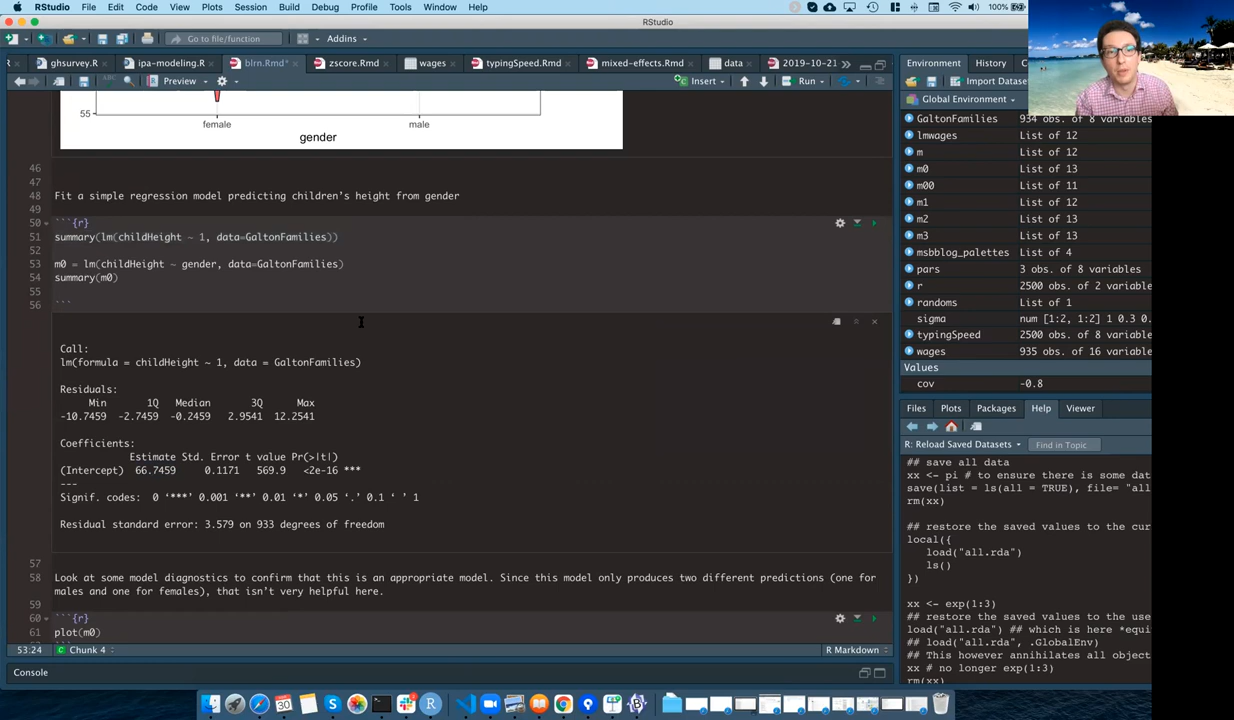 RStudio File Edit Code View Plots Session Build Debug Profile Tools Window Help 100%
RStudio
Go to file/function Addins
ghsurvey.R ipa-modeling.R blrn.Rmd* zscore.Rmd wages typingSpeed.Rmd mixed-effects.Rmd data 2019-10-21
Preview Insert Run
55
female male
gender
46
47
48 Fit a simple regression model predicting children's height from gender
49
50 ```{r}
51 summary(lm(childHeight ~ 1, data=GaltonFamilies))
52
53 m0 = lm(childHeight ~ gender, data=GaltonFamilies)
54 summary(m0)
55
56 ```
Call:
lm(formula = childHeight ~ 1, data = GaltonFamilies)
Residuals:
Min 1Q Median 3Q Max
-10.7459 -2.7459 -0.2459 2.9541 12.2541
Coefficients:
Estimate Std. Error t value Pr(>|t|)
(Intercept) 66.7459 0.1171 569.9 <2e-16 ***
---
Signif. codes: 0 ‘***’ 0.001 ‘**’ 0.01 ‘*’ 0.05 ‘.’ 0.1 ‘ ’ 1
Residual standard error: 3.579 on 933 degrees of freedom
57
58 Look at some model diagnostics to confirm that this is an appropriate model. Since this model only produces two different predictions (one for
males and one for females), that isn't very helpful here.
59
60 ```{r}
61 plot(m0)
53:24 Chunk 4 R Markdown
Console
Environment History
Import Datase
Global Environment
GaltonFamilies 934 obs. of 8 variables
lmwages List of 12
m List of 12
m0 List of 13
m00 List of 11
m1 List of 12
m2 List of 13
m3 List of 13
msbblog_palettes List of 4
pars 3 obs. of 8 variables
r 2500 obs. of 2 variables
randoms List of 1
sigma num [1:2, 1:2] 1 0.3 0.
typingSpeed 2500 obs. of 8 variables
wages 935 obs. of 16 variables
Values
cov -0.8
Files Plots Packages Help Viewer
R: Reload Saved Datasets Find in Topic
## save all data
xx <- pi # to ensure there is some dat
save(list = ls(all = TRUE), file= "all
rm(xx)
## restore the saved values to the cur
local({
load("all.rda")
ls()
})
xx <- exp(1:3)
## restore the saved values to the use
load("all.rda") ## which is here *equi
# load("all.rda", .GlobalEnv)
## This however annihilates all object
xx # no longer exp(1:3)
rm(xx)